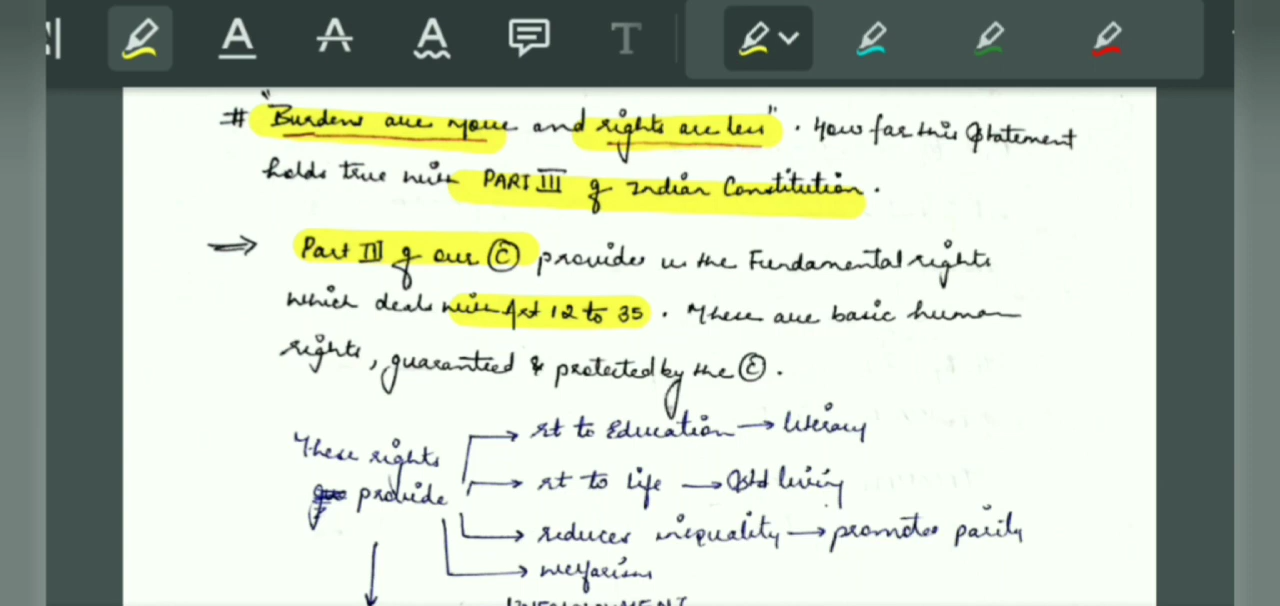 # "Burdens are more and rights are less". How far this statement
holds true with PART III of Indian Constitution.
⇒ Part III of our Ⓒ provides us the Fundamental rights
which deals with Art 12 to 35. These are basic human
rights, guaranteed & protected by the Ⓒ.
These rights
provide
→ rt to Education → literacy
→ rt to life → std living
→ reduces inequality → promotes parity
→ welfarism